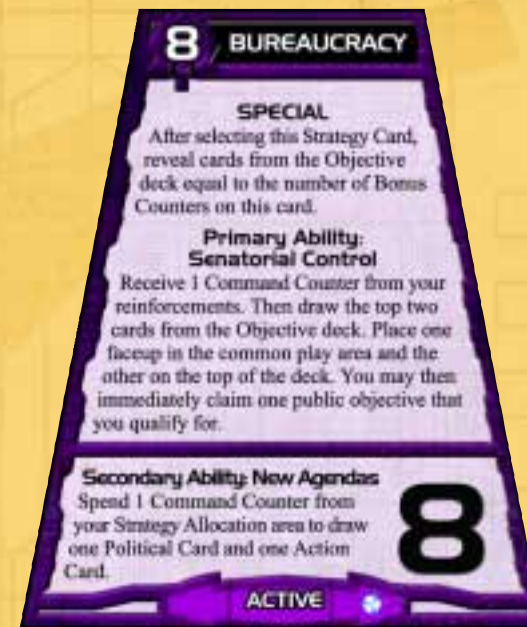 8 BUREAUCRACY
SPECIAL
After selecting this Strategy Card,
reveal cards from the Objective
deck equal to the number of Bonus
Counters on this card.
Primary Ability:
Senatorial Control
Receive 1 Command Counter from your
reinforcements. Then draw the top two
cards from the Objective deck. Place one
faceup in the common play area and the
other on the top of the deck. You may then
immediately claim one public objective that
you qualify for.
Secondary Ability: New Agendas
Spend 1 Command Counter from
your Strategy Allocation area to draw
one Political Card and one Action
Card.
8
ACTIVE